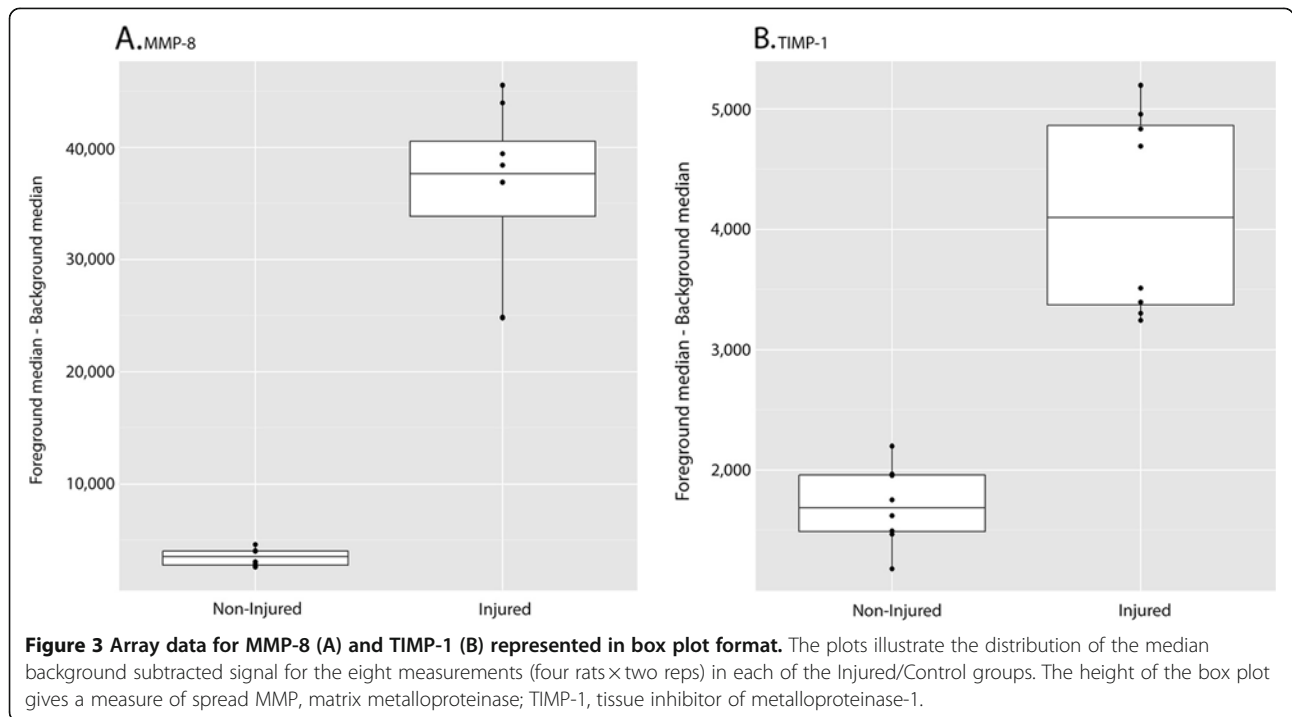 A. MMP-8
Foreground median - Background median
40,000
30,000
20,000
10,000
Non-Injured Injured
B. TIMP-1
Foreground median - Background median
5,000
4,000
3,000
2,000
Non-Injured Injured
Figure 3 Array data for MMP-8 (A) and TIMP-1 (B) represented in box plot format. The plots illustrate the distribution of the median
background subtracted signal for the eight measurements (four rats × two reps) in each of the Injured/Control groups. The height of the box plot
gives a measure of spread MMP, matrix metalloproteinase; TIMP-1, tissue inhibitor of metalloproteinase-1.